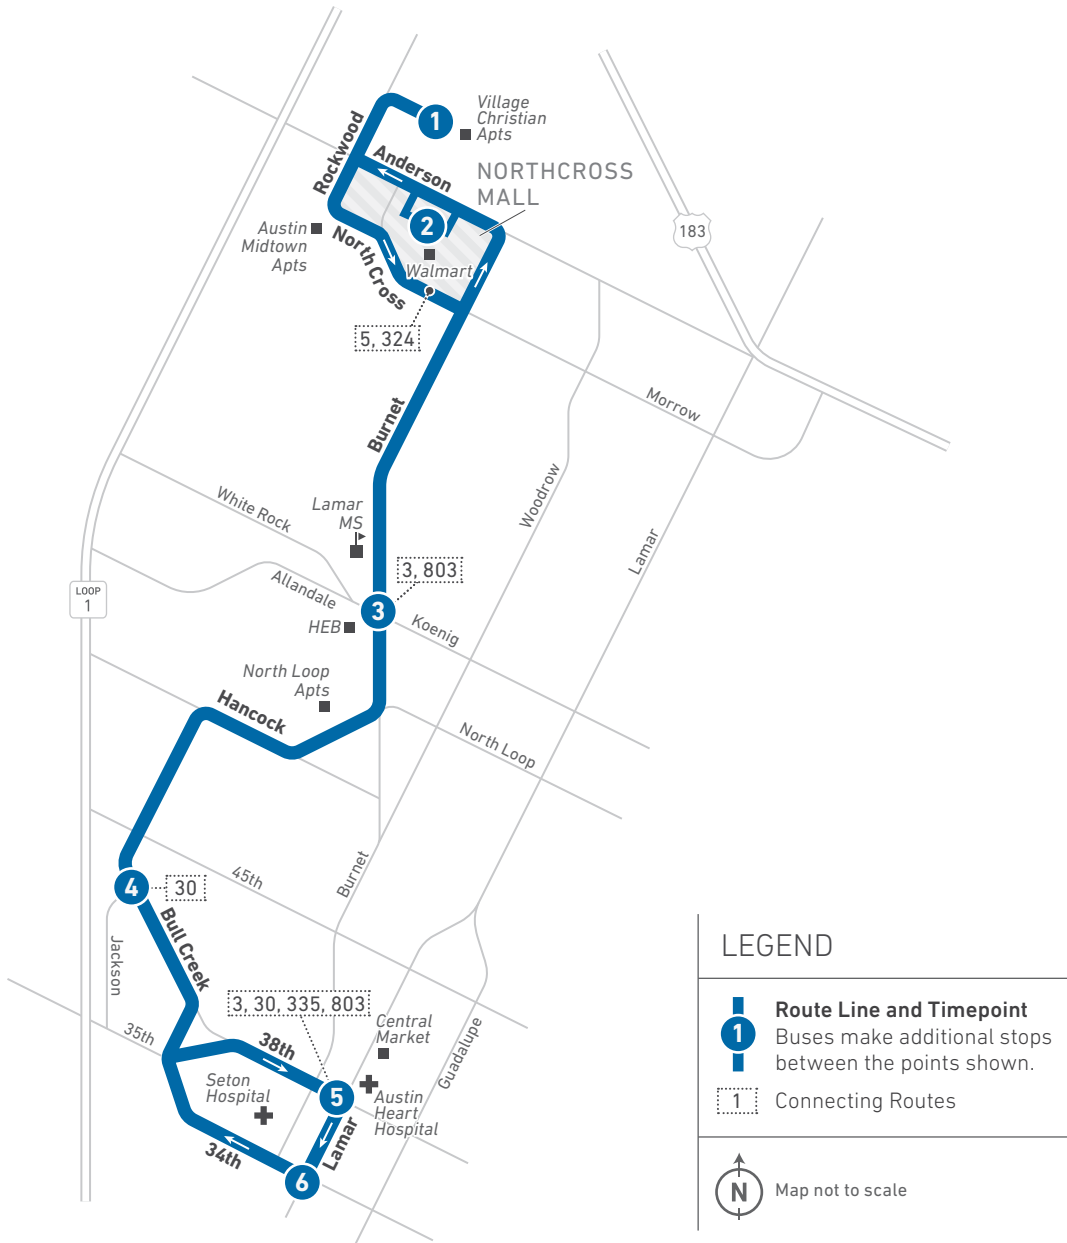 Village
Christian
Apts
1
Rockwood
Anderson
NORTHCROSS
MALL
2
183
Austin
Midtown
Apts
North Cross
Walmart
5, 324
Burnet
Morrow
Woodrow
White Rock
Lamar
MS
Lamar
3, 803
Allandale
LOOP
1
3
HEB
Koenig
North Loop
Apts
Hancock
North Loop
45th
Burnet
4
30
Bull Creek
Jackson
3, 30, 335, 803
35th
38th
Central
Market
Guadalupe
Seton
Hospital
5
Austin
Heart
Hospital
34th
Lamar
6
LEGEND
1
Route Line and Timepoint
Buses make additional stops
between the points shown.
1
Connecting Routes
N
Map not to scale